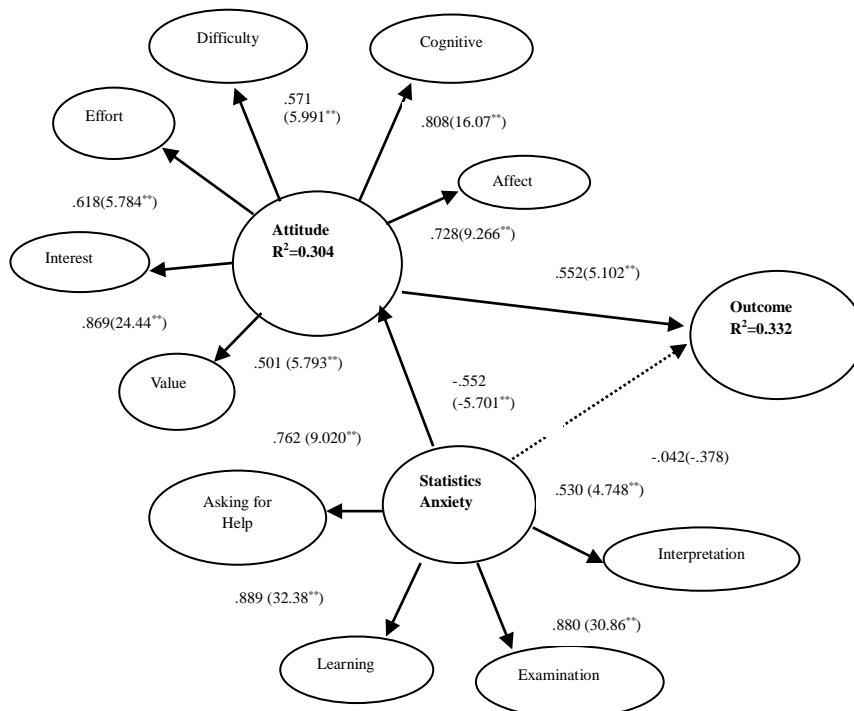 Difficulty
Cognitive
.571
(5.991**)
.808(16.07**)
Effort
Affect
.618(5.784**)
Attitude
R²=0.304
.728(9.266**)
Interest
.552(5.102**)
Outcome
R²=0.332
.869(24.44**)
.501 (5.793**)
Value
-.552
(-5.701**)
.762 (9.020**)
-.042(-.378)
Statistics
Anxiety
.530 (4.748**)
Asking for
Help
Interpretation
.889 (32.38**)
.880 (30.86**)
Learning
Examination